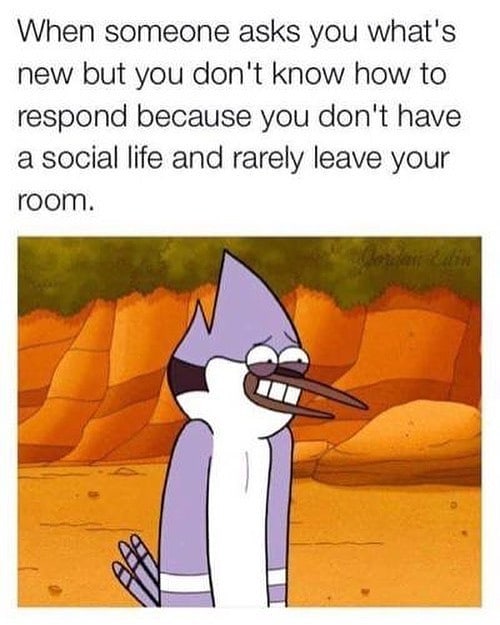 When someone asks you what's
new but you don't know how to
respond because you don't have
a social life and rarely leave your
room.